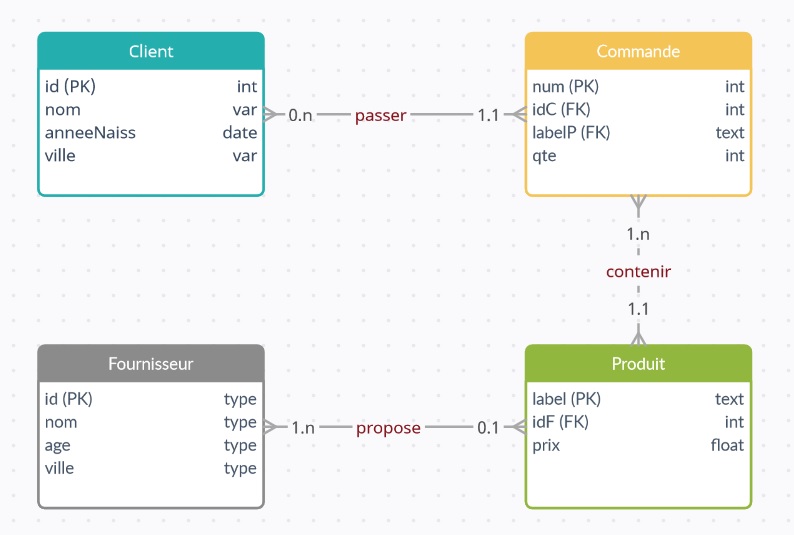 Client
id (PK) int
nom var
anneeNaiss date
ville var
0.n passer 1.1
Commande
num (PK) int
idC (FK) int
labelP (FK) text
qte int
1.n
contenir
1.1
Fournisseur
id (PK) type
nom type
age type
ville type
1.n propose 0.1
Produit
label (PK) text
idF (FK) int
prix float